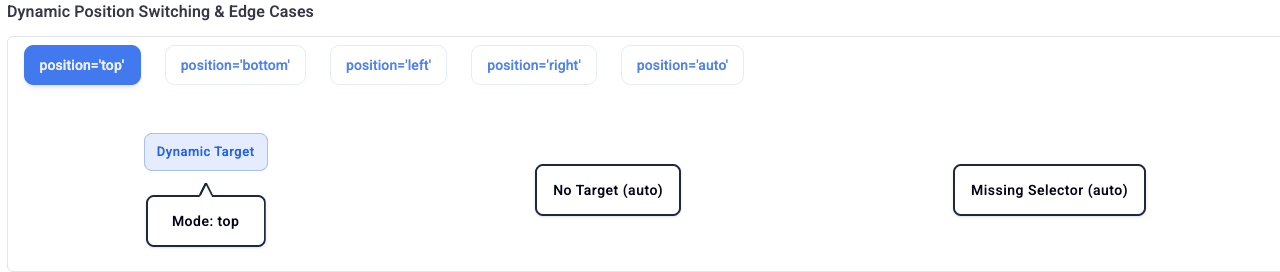 Dynamic Position Switching & Edge Cases
position='top' position='bottom' position='left' position='right' position='auto'
Dynamic Target
No Target (auto) Missing Selector (auto)
Mode: top